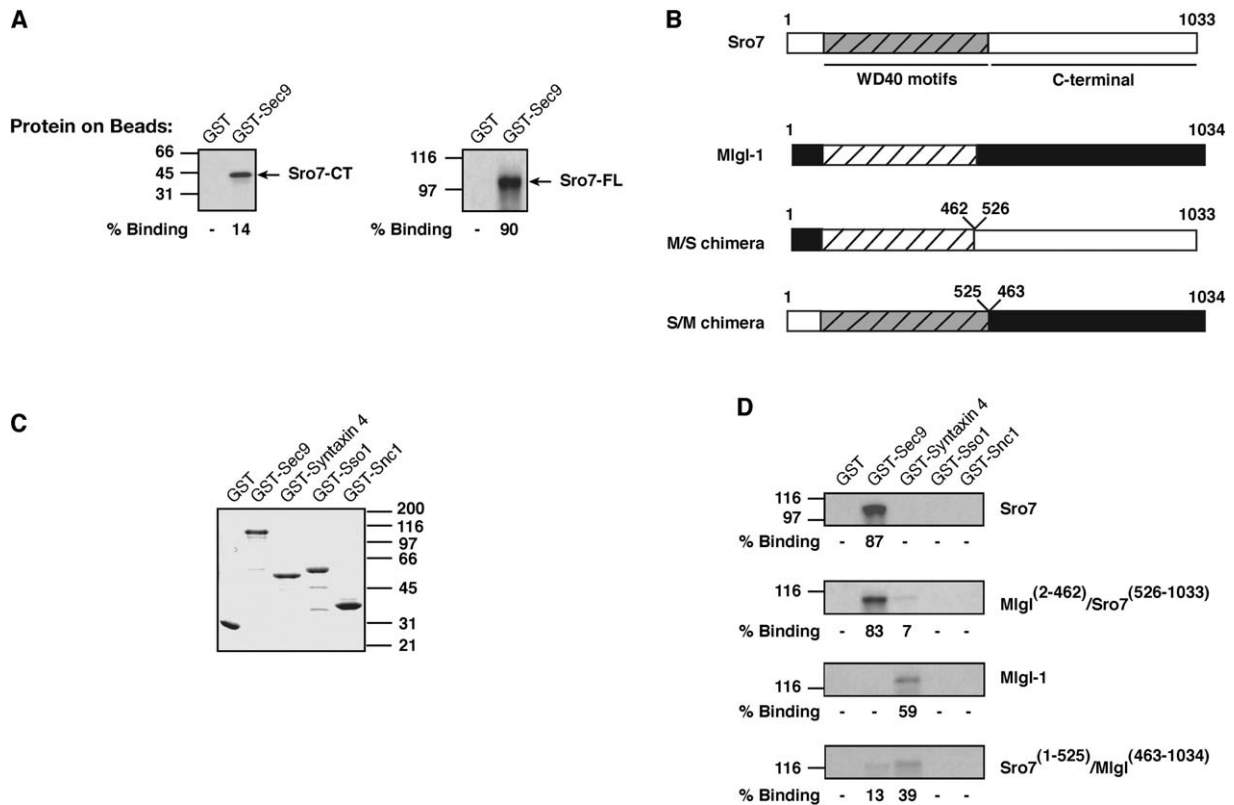 A
Protein on Beads:
GST
GST-Sec9
66
45
31
Sro7-CT
% Binding - 14
GST
GST-Sec9
116
97
Sro7-FL
% Binding - 90
B
1 1033
Sro7
WD40 motifs C-terminal
1 1034
Mlgl-1
1 462 526 1033
M/S chimera
1 525 463 1034
S/M chimera
C
GST
GST-Sec9
GST-Syntaxin 4
GST-Sso1
GST-Snc1
200
116
97
66
45
31
21
D
GST
GST-Sec9
GST-Syntaxin 4
GST-Sso1
GST-Snc1
116
97
Sro7
% Binding - 87 - - -
116
Mlgl(2-462)/Sro7(526-1033)
% Binding - 83 7 - -
116
Mlgl-1
% Binding - - 59 - -
116
Sro7(1-525)/Mlgl(463-1034)
% Binding - 13 39 - -